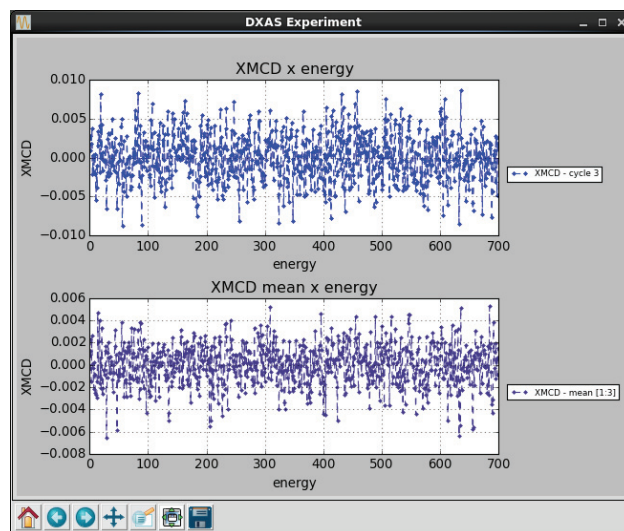 DXAS Experiment
XMCD x energy
0.010
0.005
0.000
−0.005
−0.010
XMCD
0 100 200 300 400 500 600 700
energy
XMCD - cycle 3
XMCD mean x energy
0.006
0.004
0.002
0.000
−0.002
−0.004
−0.006
−0.008
XMCD
0 100 200 300 400 500 600 700
energy
XMCD - mean [1:3]